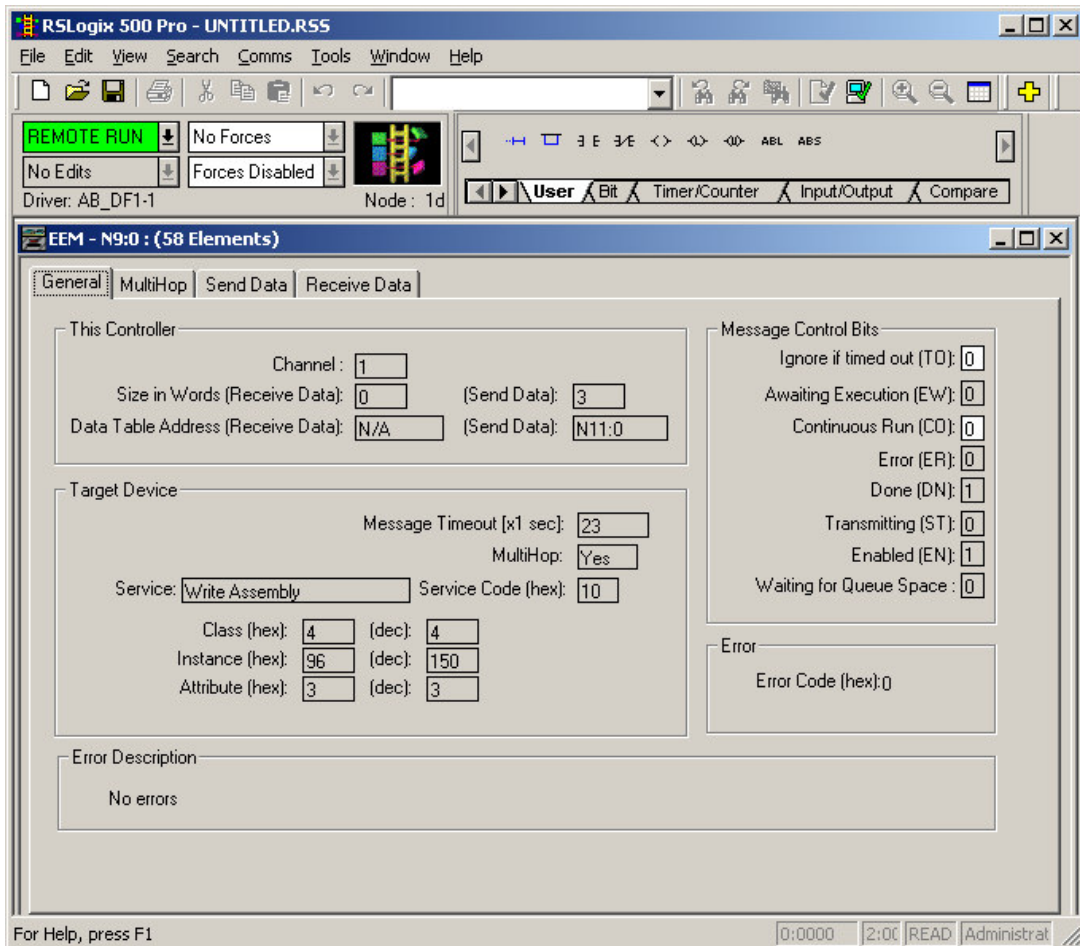 RSLogix 500 Pro - UNTITLED.RSS
File Edit View Search Comms Tools Window Help
REMOTE RUN No Forces
No Edits Forces Disabled
ABL ABS
Driver: AB_DF1-1 Node : 1d
User Bit Timer/Counter Input/Output Compare
EEM - N9:0 : (58 Elements)
General MultiHop Send Data Receive Data
This Controller
Channel : 1
Size in Words (Receive Data): 0 (Send Data): 3
Data Table Address (Receive Data): N/A (Send Data): N11:0
Target Device
Message Timeout [x1 sec]: 23
MultiHop: Yes
Service: Write Assembly Service Code (hex): 10
Class (hex): 4 (dec): 4
Instance (hex): 96 (dec): 150
Attribute (hex): 3 (dec): 3
Message Control Bits
Ignore if timed out (TO): 0
Awaiting Execution (EW): 0
Continuous Run (CO): 0
Error (ER): 0
Done (DN): 1
Transmitting (ST): 0
Enabled (EN): 1
Waiting for Queue Space : 0
Error
Error Code (hex):0
Error Description
No errors
For Help, press F1 0:0000 2:00 READ Administrat